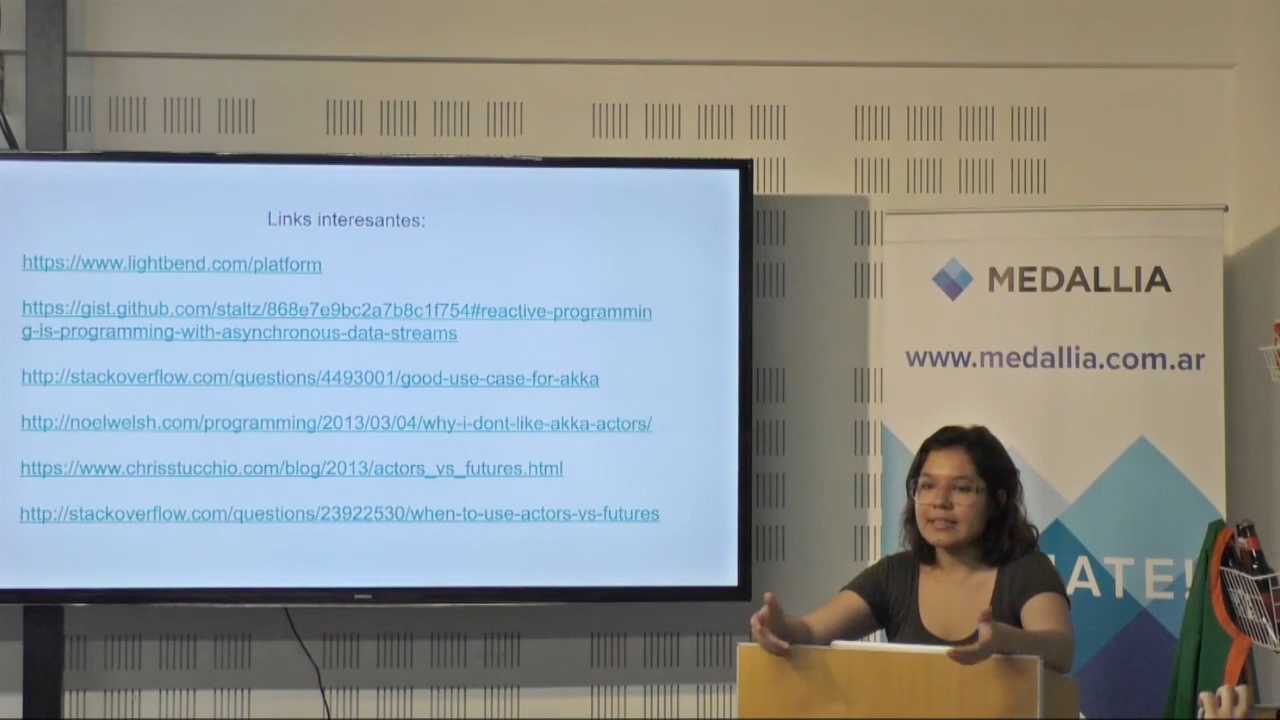 Links interesantes:
https://www.lightbend.com/platform
https://gist.github.com/staltz/868e7e9bc2a7b8c1f754#reactive-programmin
g-is-programming-with-asynchronous-data-streams
http://stackoverflow.com/questions/4493001/good-use-case-for-akka
http://noelwelsh.com/programming/2013/03/04/why-i-dont-like-akka-actors/
https://www.chrisstucchio.com/blog/2013/actors_vs_futures.html
http://stackoverflow.com/questions/23922530/when-to-use-actors-vs-futures
MEDALLIA
www.medallia.com.ar